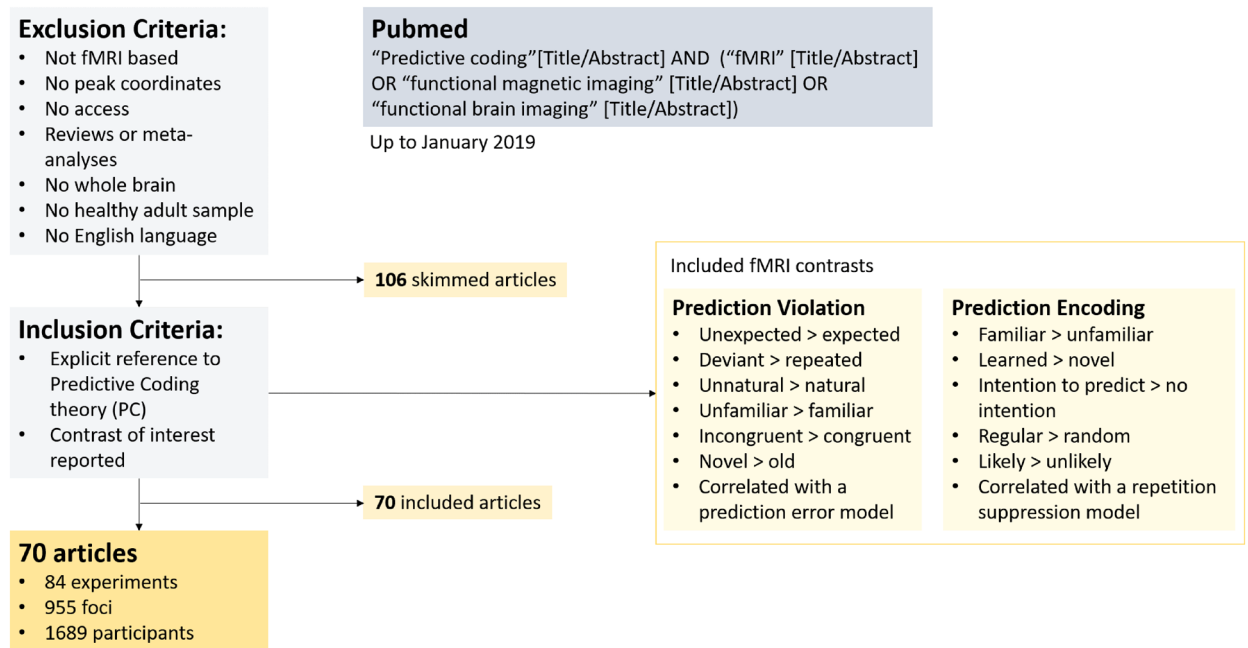 Exclusion Criteria:
• Not fMRI based
• No peak coordinates
• No access
• Reviews or meta-
analyses
• No whole brain
• No healthy adult sample
• No English language
Pubmed
“Predictive coding”[Title/Abstract] AND (“fMRI” [Title/Abstract]
OR “functional magnetic imaging” [Title/Abstract] OR
“functional brain imaging” [Title/Abstract])
Up to January 2019
106 skimmed articles
Inclusion Criteria:
• Explicit reference to
Predictive Coding
theory (PC)
• Contrast of interest
reported
Included fMRI contrasts
Prediction Violation
• Unexpected > expected
• Deviant > repeated
• Unnatural > natural
• Unfamiliar > familiar
• Incongruent > congruent
• Novel > old
• Correlated with a
prediction error model
Prediction Encoding
• Familiar > unfamiliar
• Learned > novel
• Intention to predict > no
intention
• Regular > random
• Likely > unlikely
• Correlated with a repetition
suppression model
70 included articles
70 articles
• 84 experiments
• 955 foci
• 1689 participants